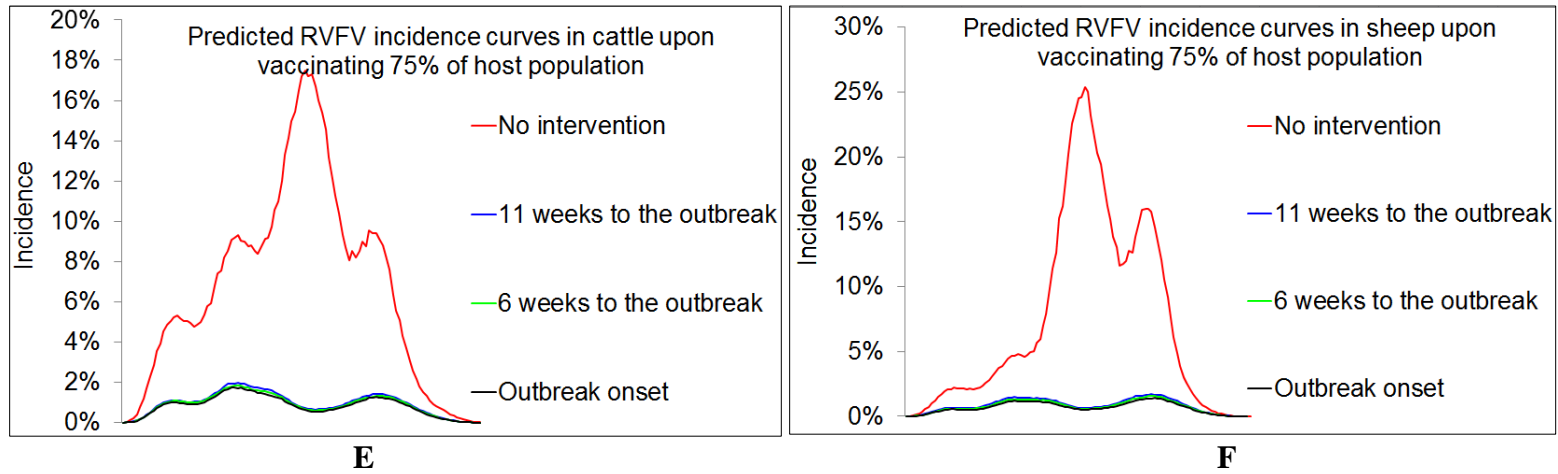 Predicted RVFV incidence curves in cattle upon
vaccinating 75% of host population
20%
18%
16%
14%
12%
10%
8%
6%
4%
2%
0%
Incidence
No intervention
11 weeks to the outbreak
6 weeks to the outbreak
Outbreak onset
E
Predicted RVFV incidence curves in sheep upon
vaccinating 75% of host population
30%
25%
20%
15%
10%
5%
0%
Incidence
No intervention
11 weeks to the outbreak
6 weeks to the outbreak
Outbreak onset
F